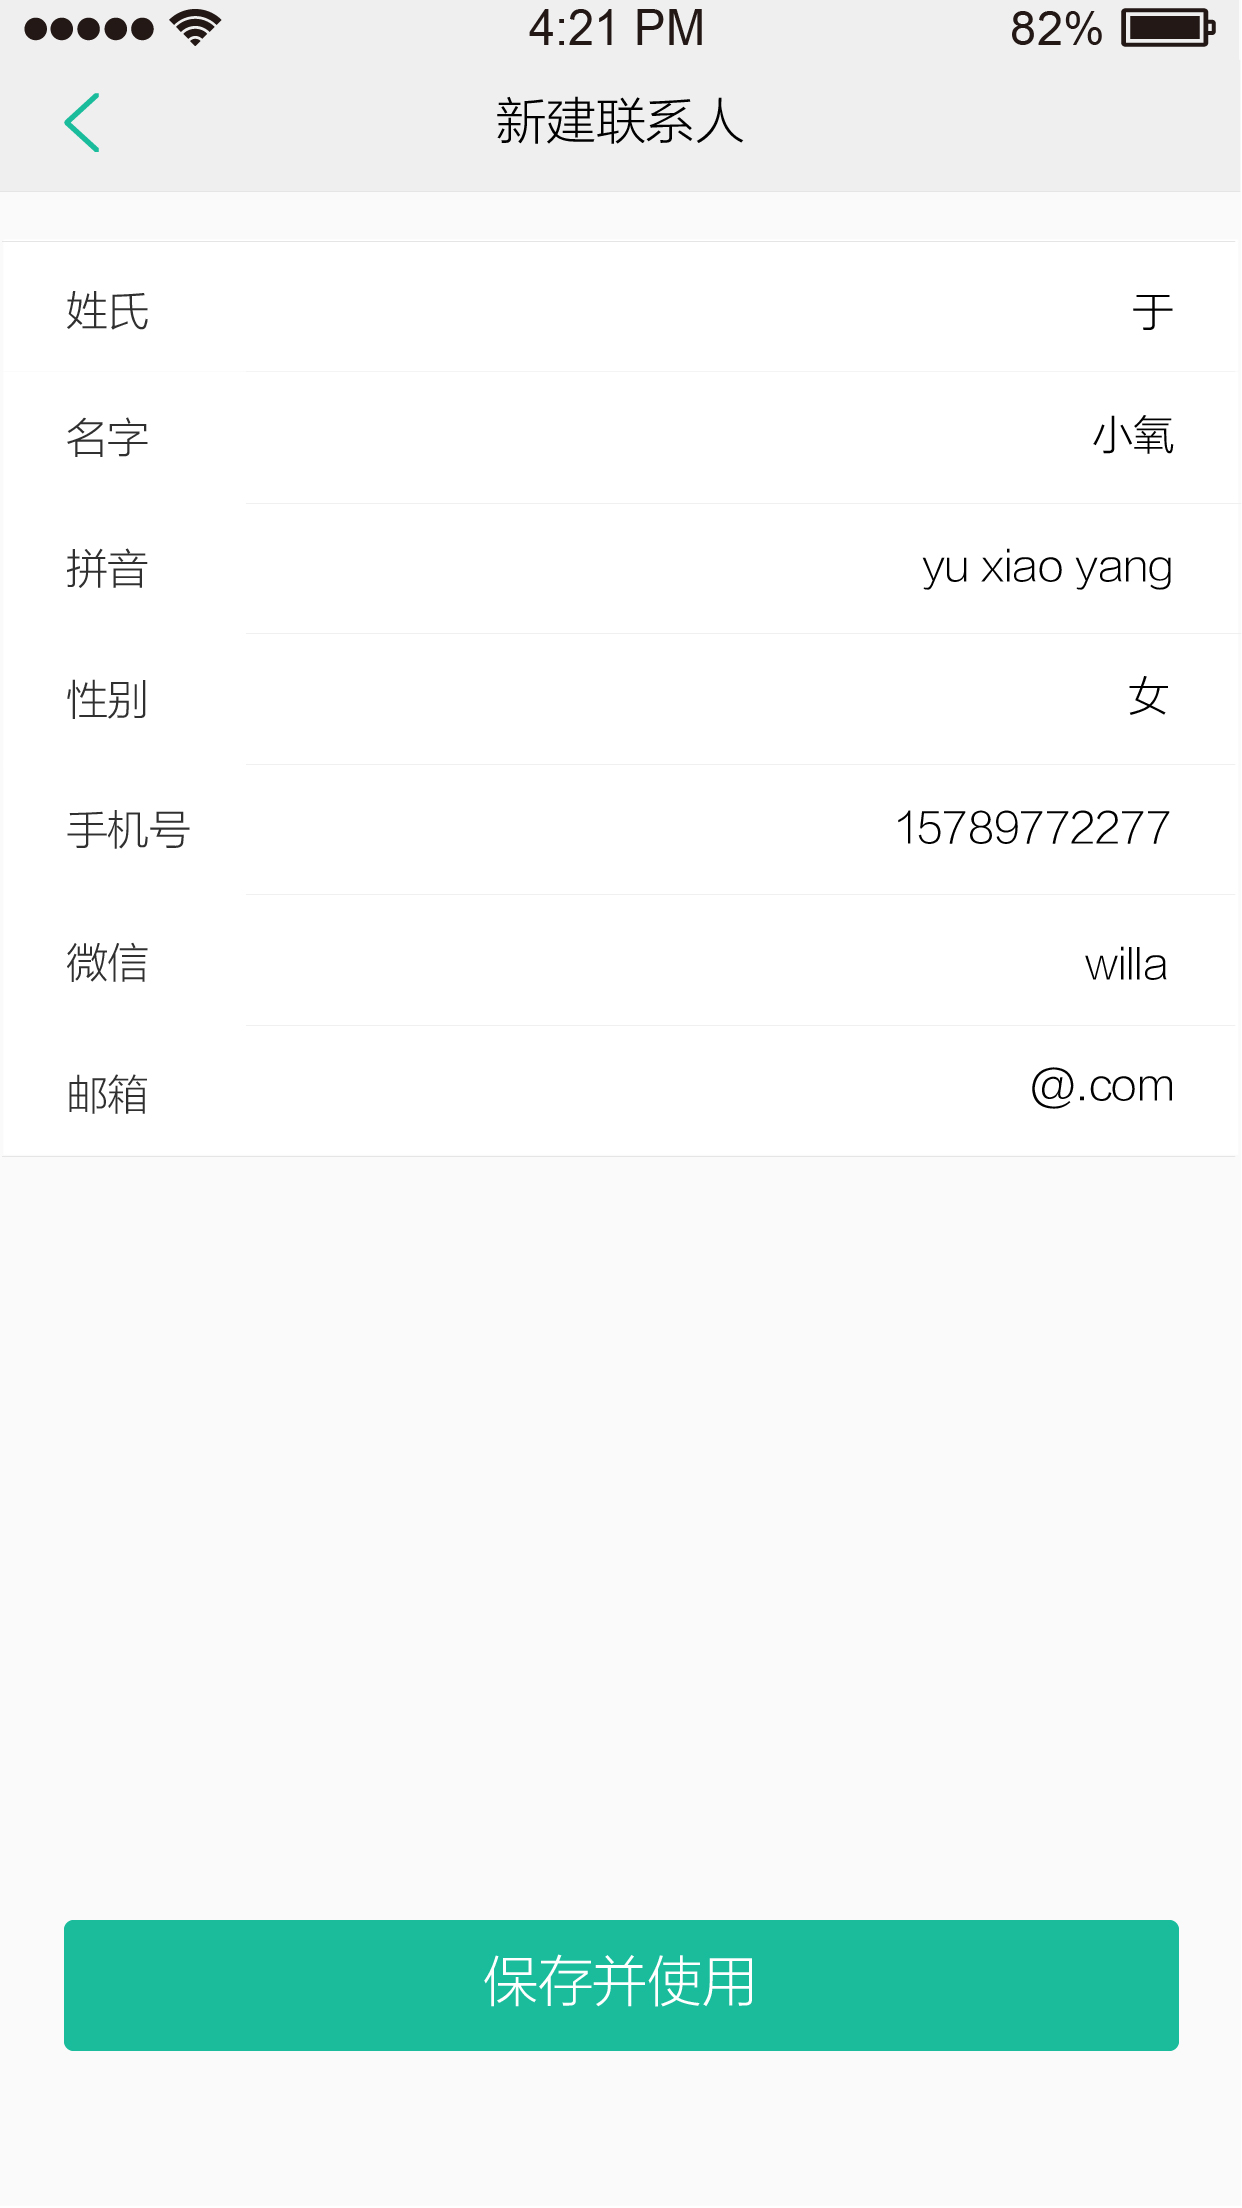 4:21 PM 82%
新建联系人
姓氏 于
名字 小氧
拼音 yu xiao yang
性别 女
手机号 15789772277
微信 willa
邮箱 @.com
保存并使用